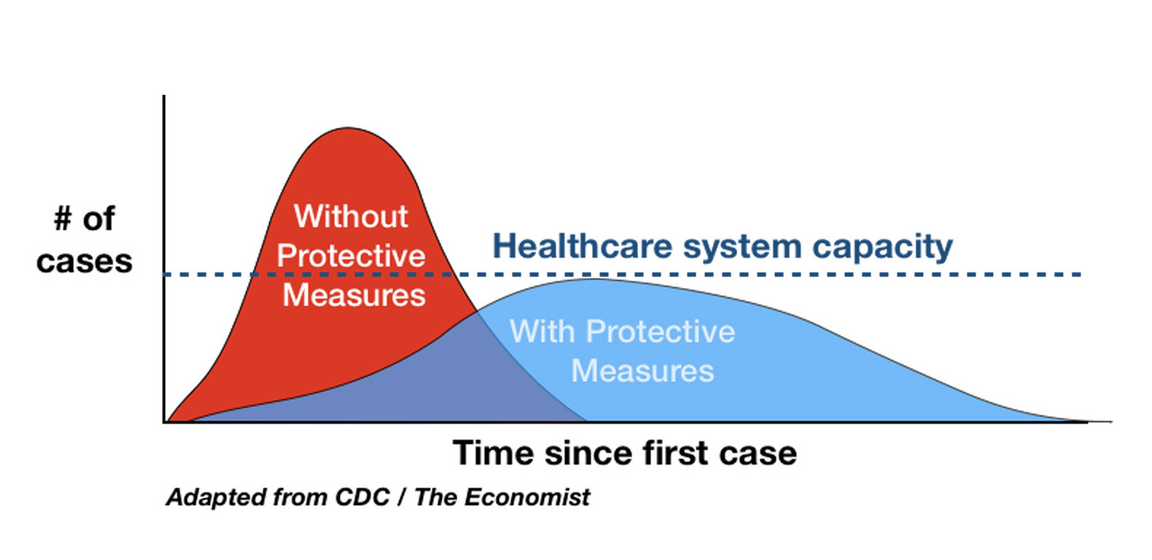 # of
cases
Without
Protective
Measures
Healthcare system capacity
With Protective
Measures
Time since first case
Adapted from CDC / The Economist